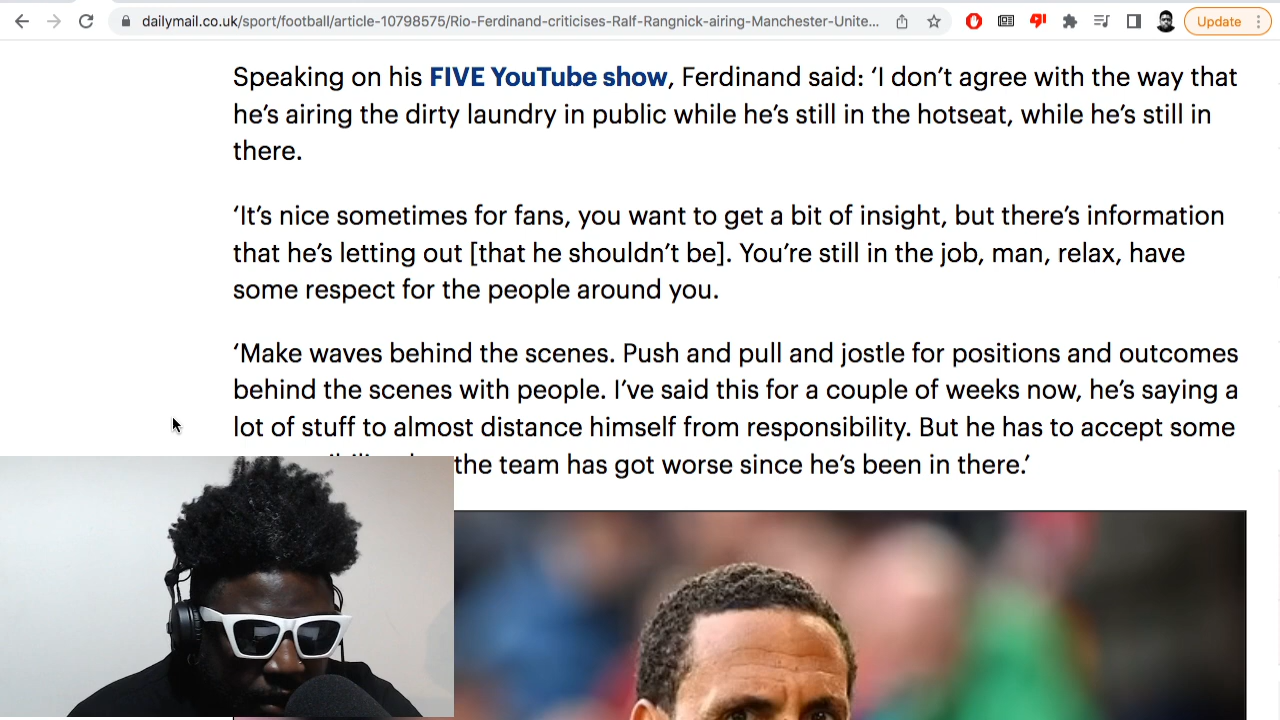 dailymail.co.uk/sport/football/article-10798575/Rio-Ferdinand-criticises-Ralf-Rangnick-airing-Manchester-Unite...
Update
Speaking on his FIVE YouTube show, Ferdinand said: ‘I don’t agree with the way that
he’s airing the dirty laundry in public while he’s still in the hotseat, while he’s still in
there.
‘It’s nice sometimes for fans, you want to get a bit of insight, but there’s information
that he’s letting out [that he shouldn’t be]. You’re still in the job, man, relax, have
some respect for the people around you.
‘Make waves behind the scenes. Push and pull and jostle for positions and outcomes
behind the scenes with people. I’ve said this for a couple of weeks now, he’s saying a
lot of stuff to almost distance himself from responsibility. But he has to accept some
the team has got worse since he’s been in there.’